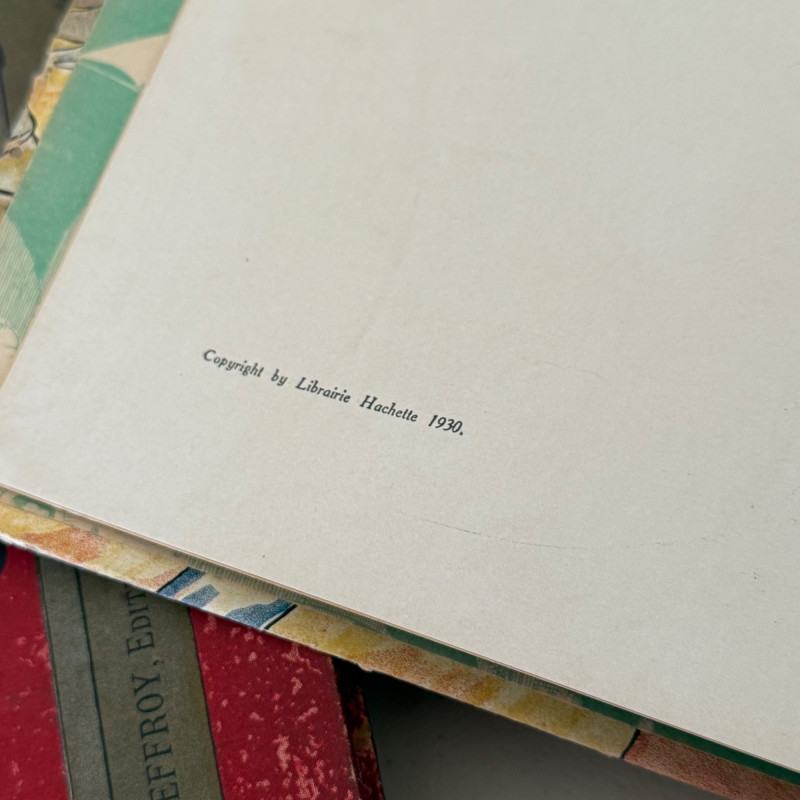 Copyright by Librairie Hachette 1930.
EFFROY, EDIT